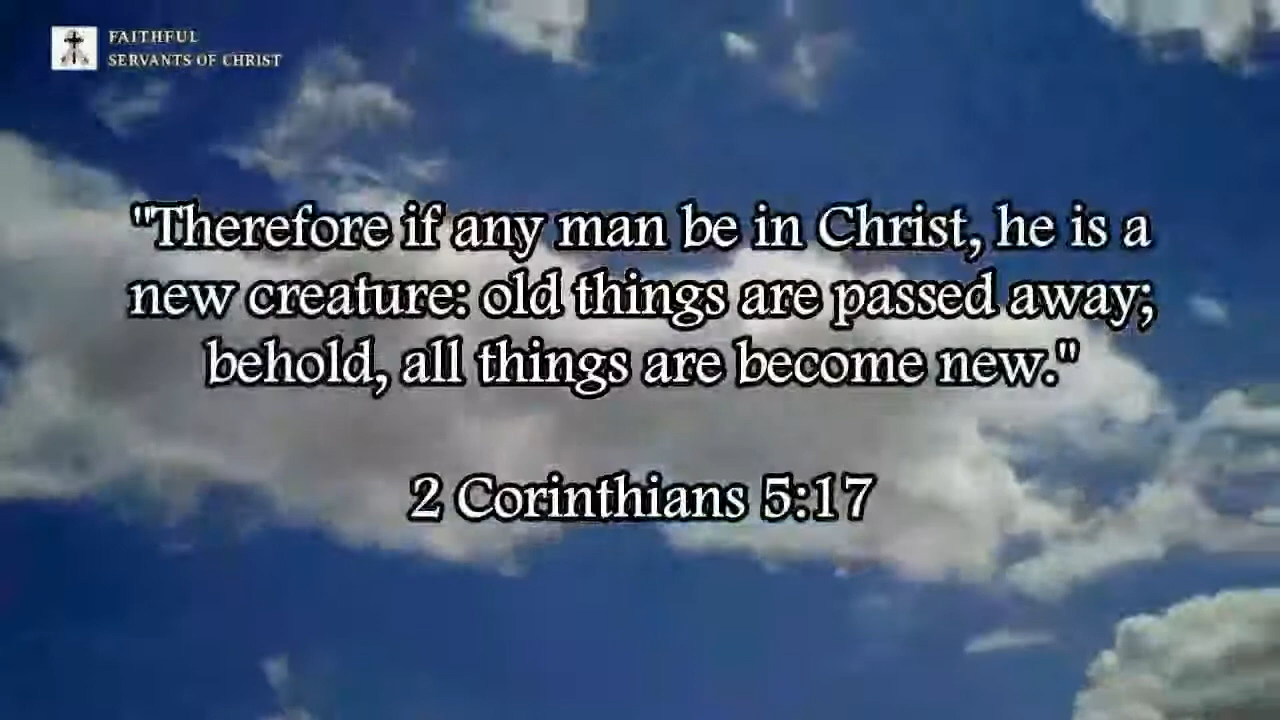 FAITHFUL
SERVANTS OF CHRIST
"Therefore if any man be in Christ, he is a
new creature: old things are passed away;
behold, all things are become new."
2 Corinthians 5:17